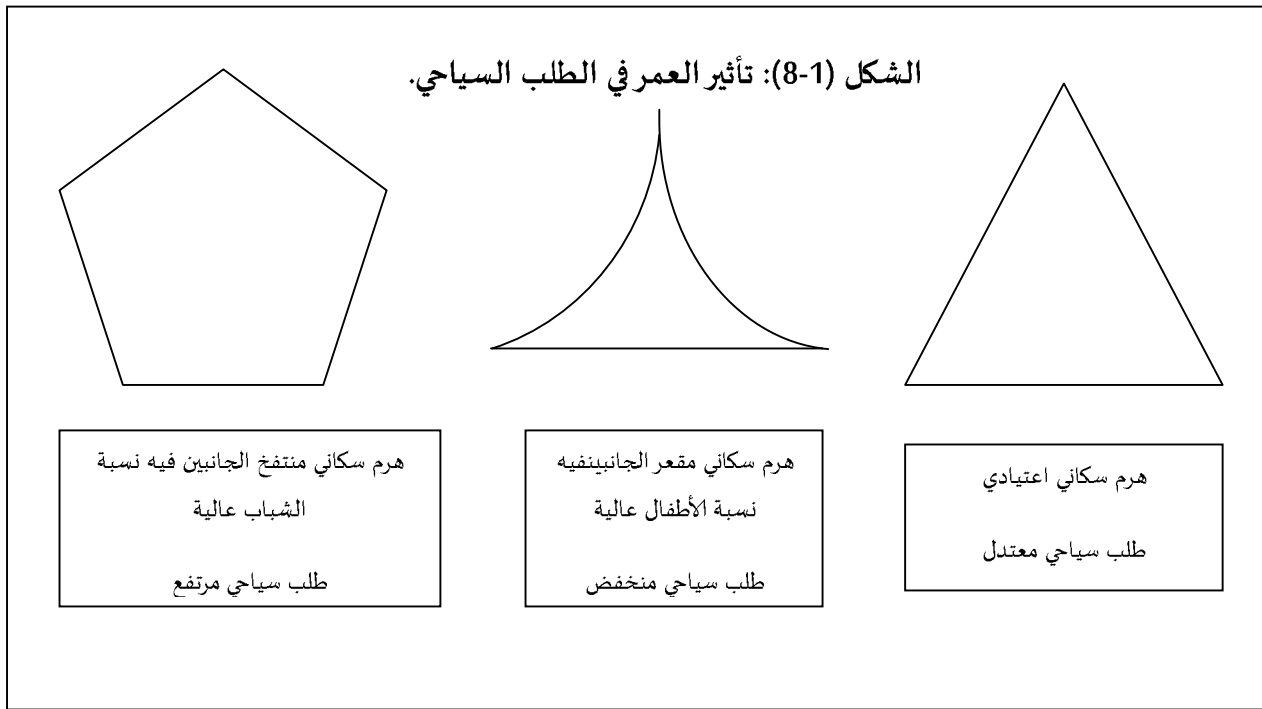 الشكل (1-8): تأثير العمر في الطلب السياحي.
هرم سكاني اعتيادي
طلب سياحي معتدل
هرم سكاني مقعر الجانبينفيه
نسبة الأطفال عالية
طلب سياحي منخفض
هرم سكاني منتفخ الجانبين فيه نسبة
الشباب عالية
طلب سياحي مرتفع